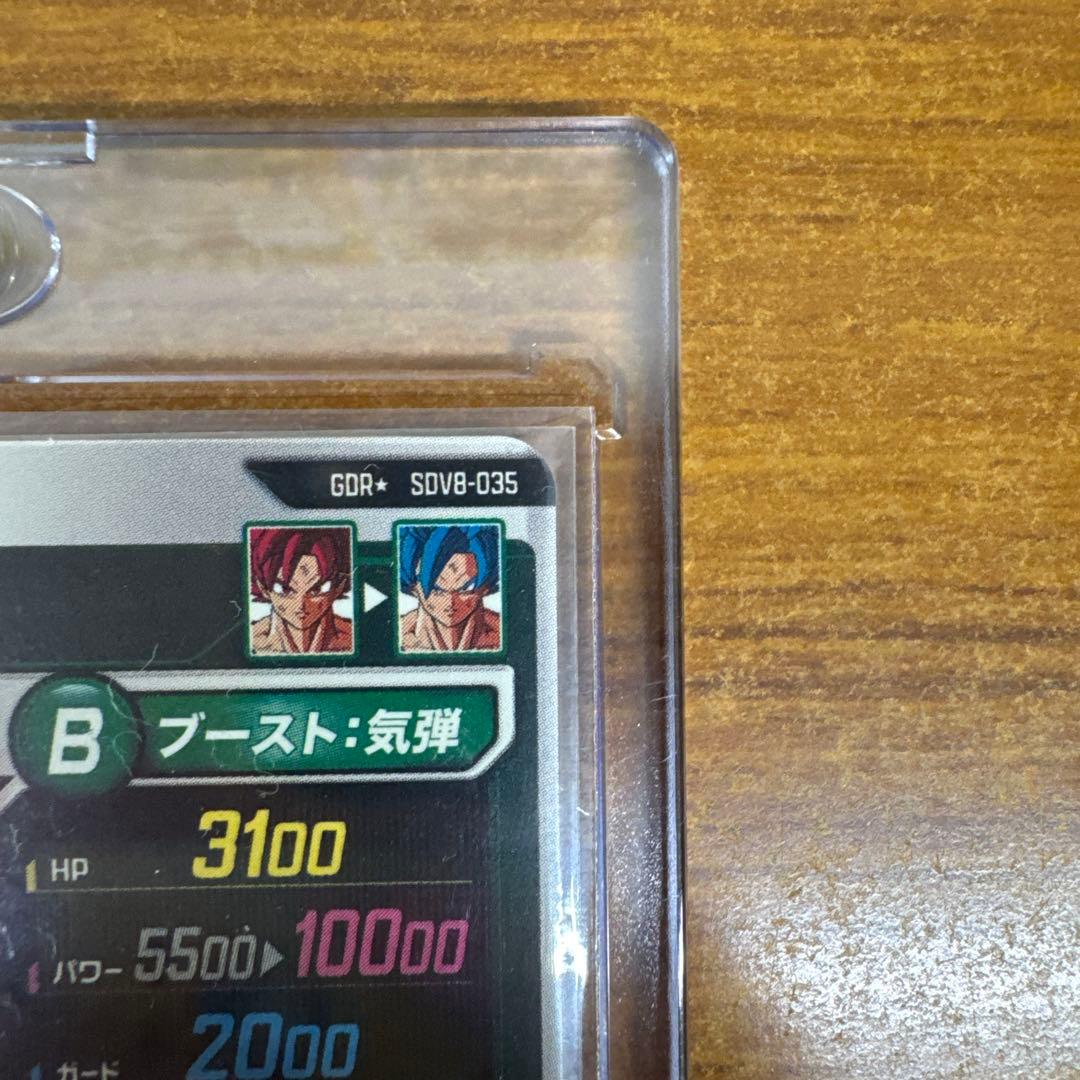 GDR★ SDV8-035
B ブースト:気弾
HP 3100
パワー 5500▶10000
ガード 2000